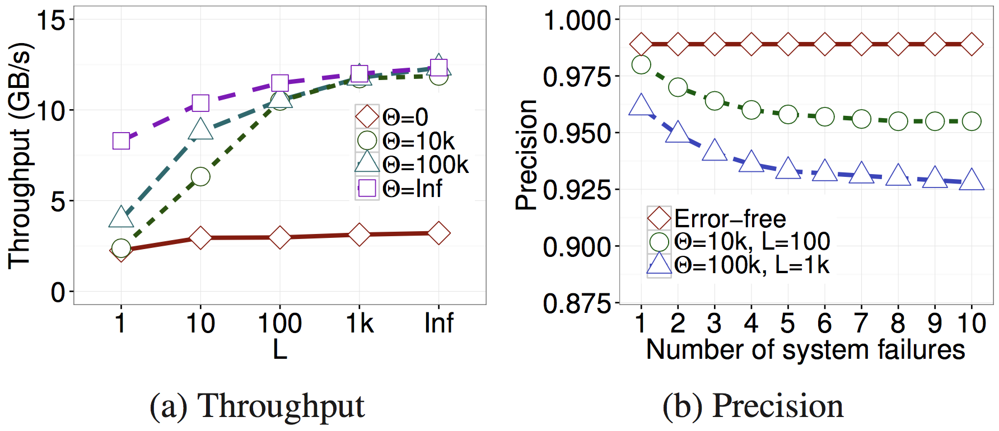 15
10
5
0
Throughput (GB/s)
Θ=0
Θ=10k
Θ=100k
Θ=Inf
1 10 100 1k Inf
L
(a) Throughput
1.000
0.975
0.950
0.925
0.900
0.875
Precision
Error−free
Θ=10k, L=100
Θ=100k, L=1k
1 2 3 4 5 6 7 8 9 10
Number of system failures
(b) Precision